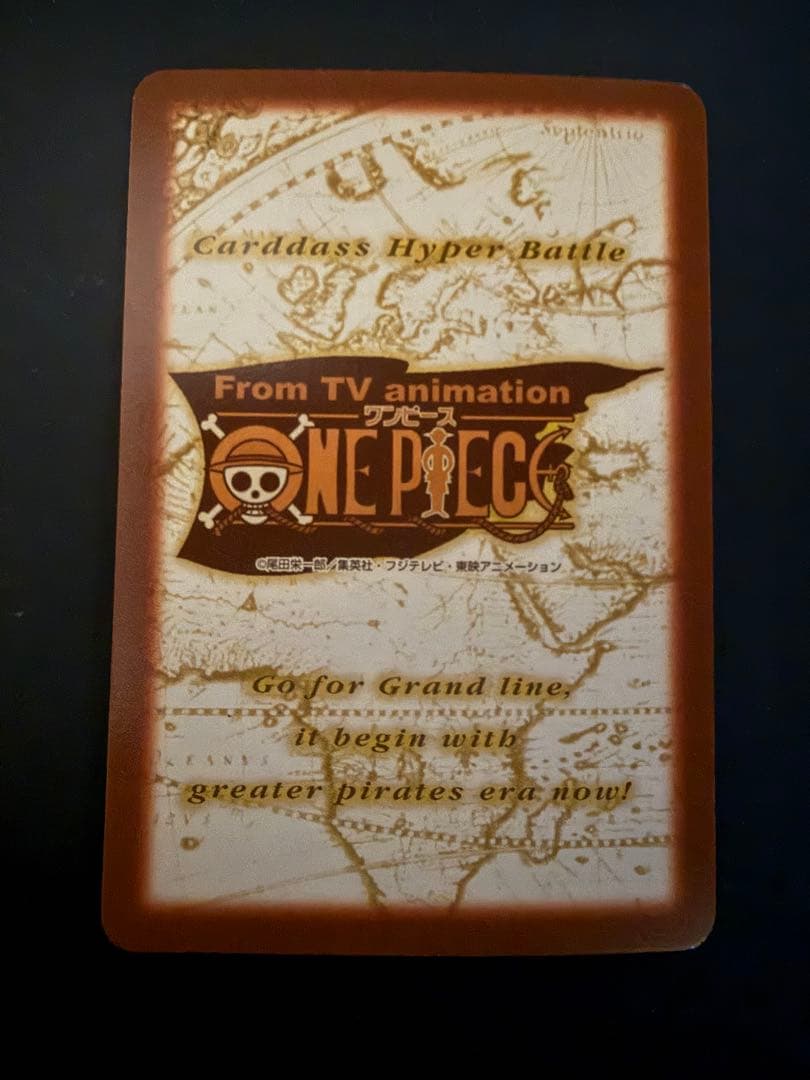 Septentrio
Carddass Hyper Battle
From TV animation
ワンピース
ONE PIECE
©尾田栄一郎／集英社・フジテレビ・東映アニメーション
Go for Grand line,
it begin with
greater pirates era now!